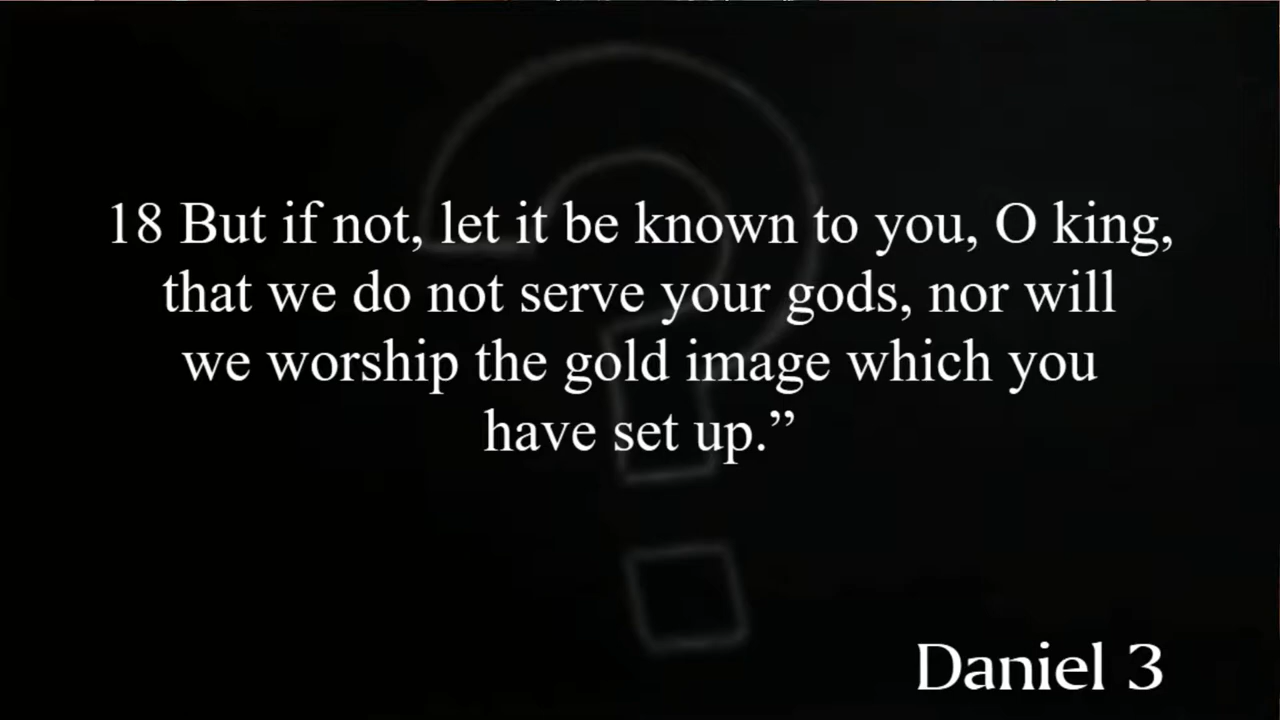 18 But if not, let it be known to you, O king,
that we do not serve your gods, nor will
we worship the gold image which you
have set up.”
Daniel 3